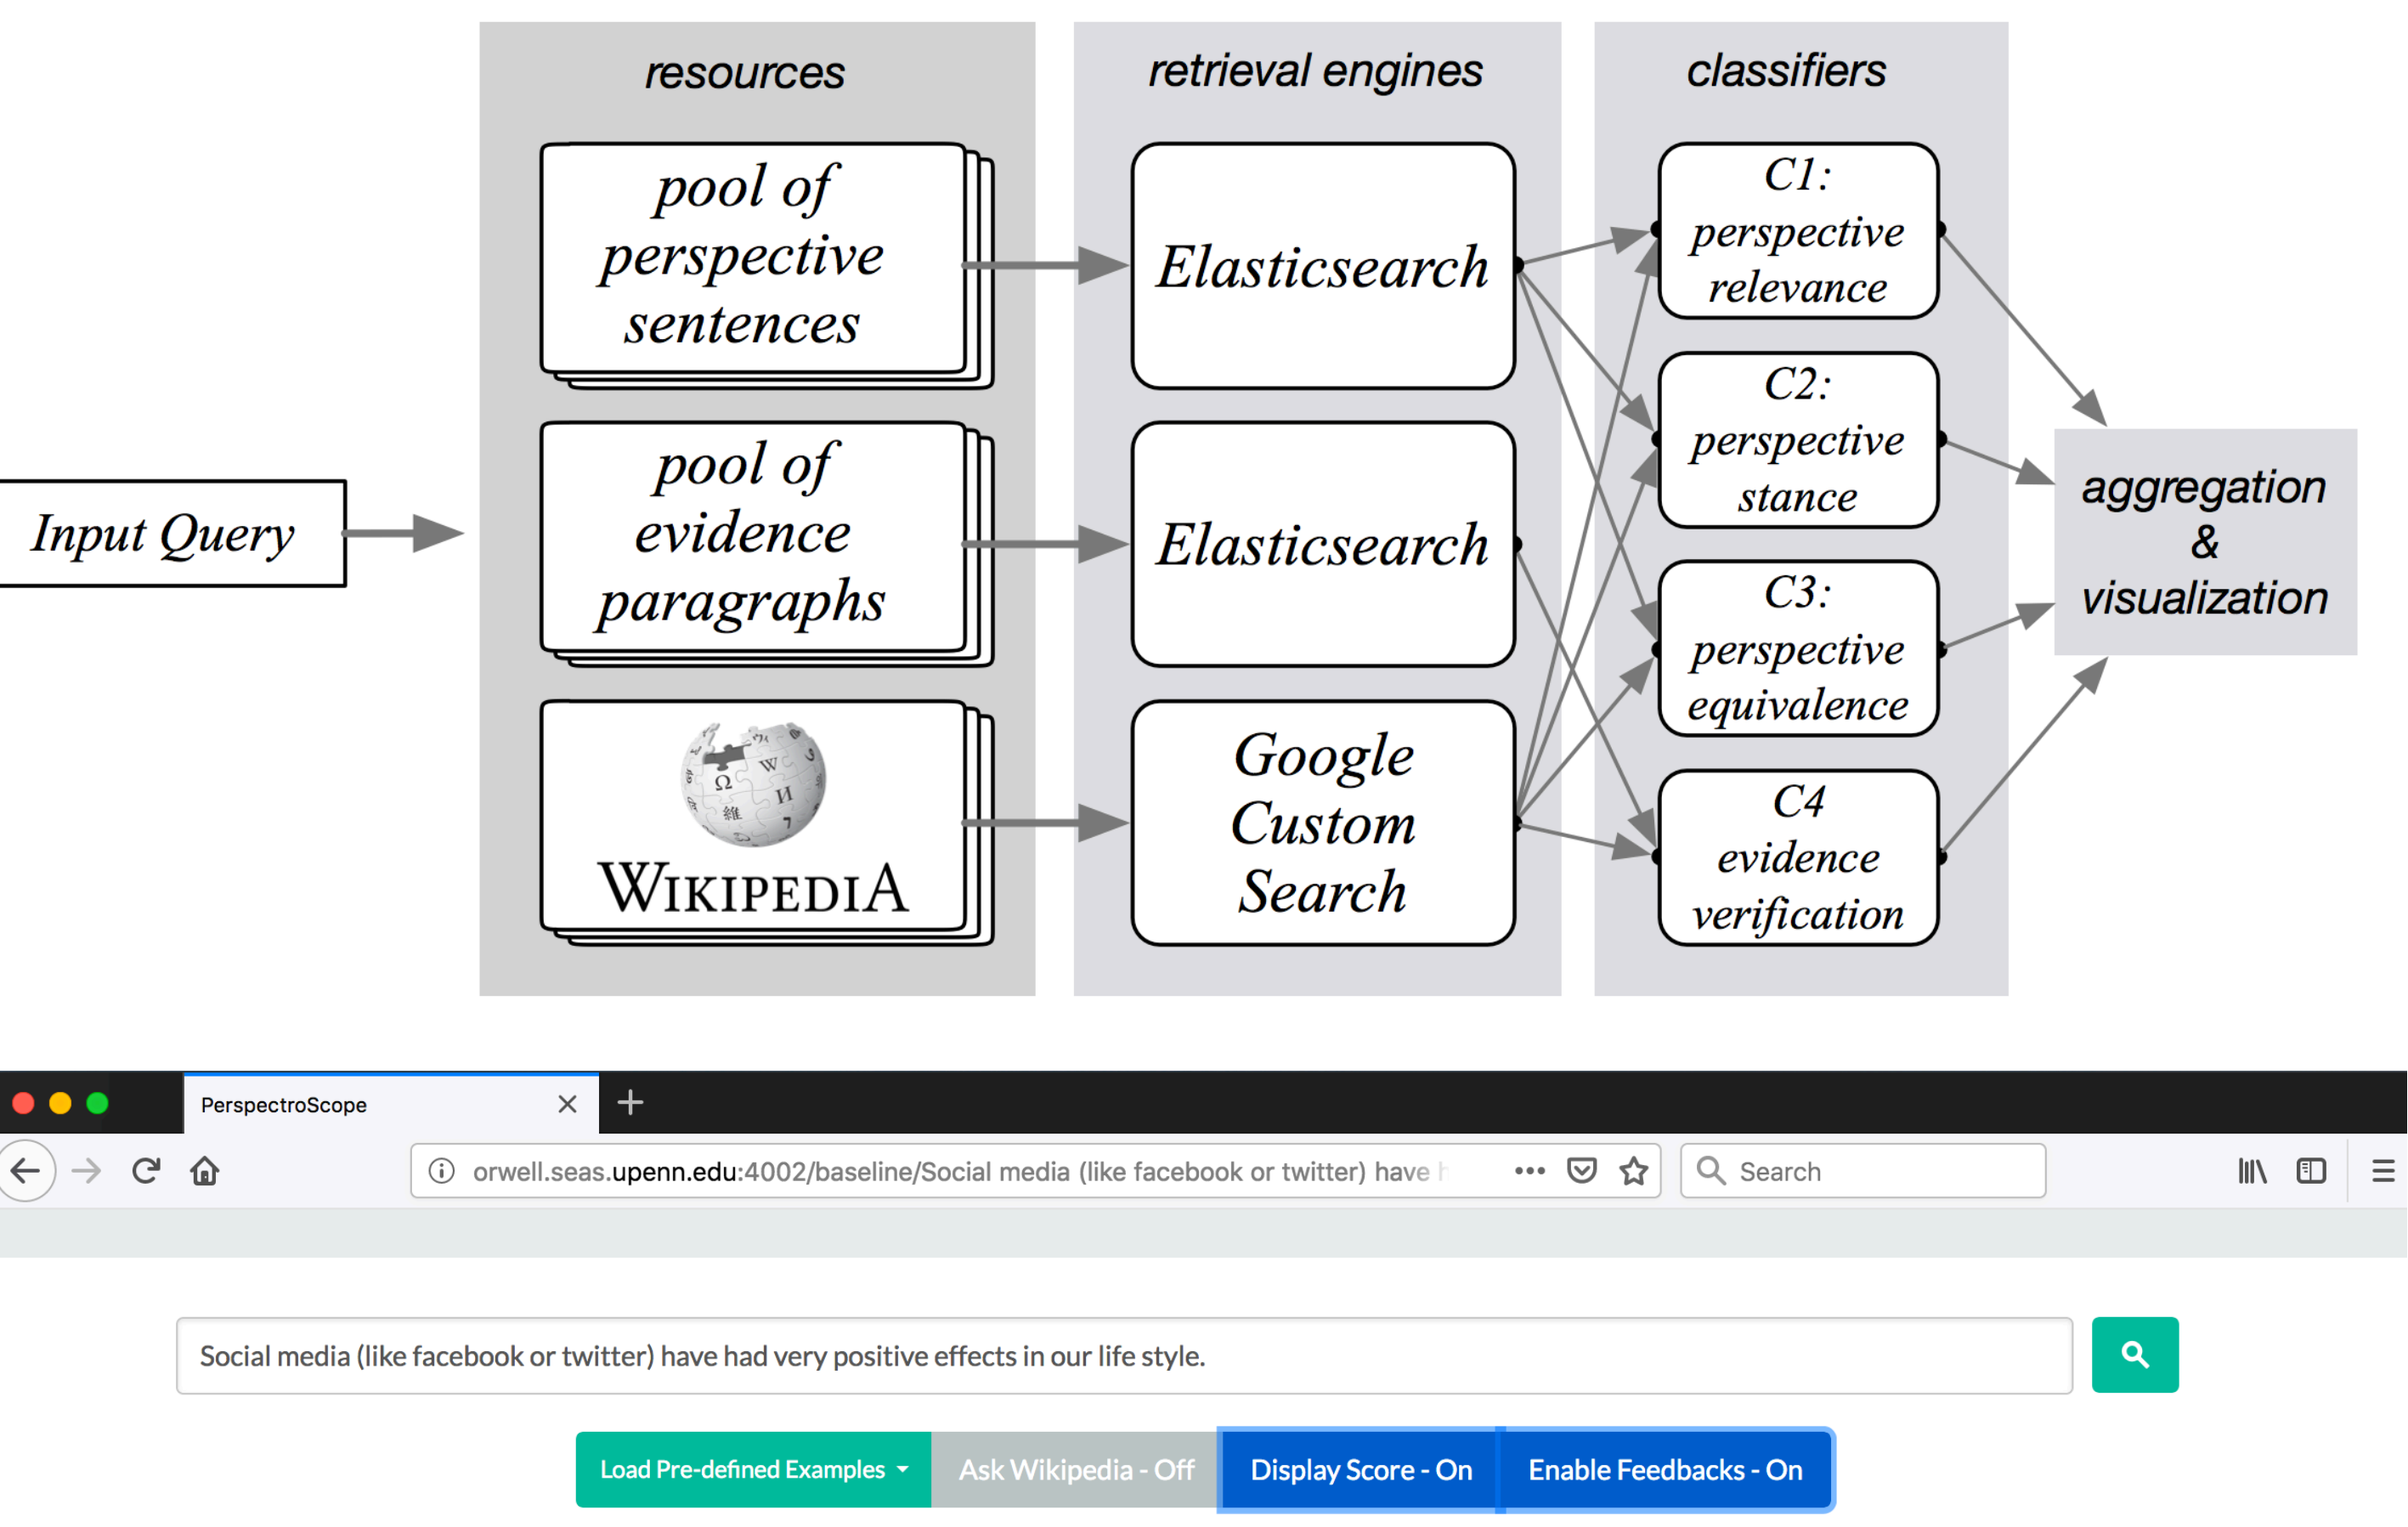 resources
retrieval engines
classifiers
pool of
perspective
sentences
Elasticsearch
C1:
perspective
relevance
C2:
perspective
stance
Input Query
pool of
evidence
paragraphs
Elasticsearch
C3:
perspective
equivalence
aggregation
&
visualization
WIKIPEDIA
Google
Custom
Search
C4
evidence
verification
PerspectroScope
orwell.seas.upenn.edu:4002/baseline/Social media (like facebook or twitter) have
Search
Social media (like facebook or twitter) have had very positive effects in our life style.
Load Pre-defined Examples
Ask Wikipedia - Off
Display Score - On
Enable Feedbacks - On